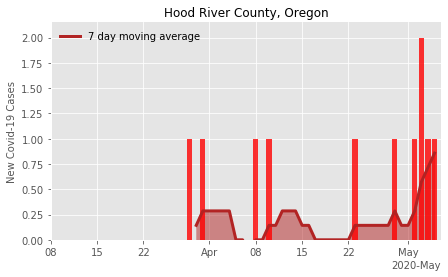 Hood River County, Oregon
7 day moving average
New Covid-19 Cases
2.00
1.75
1.50
1.25
1.00
0.75
0.50
0.25
0.00
08 15 22 Apr 08 15 22 May
2020-May